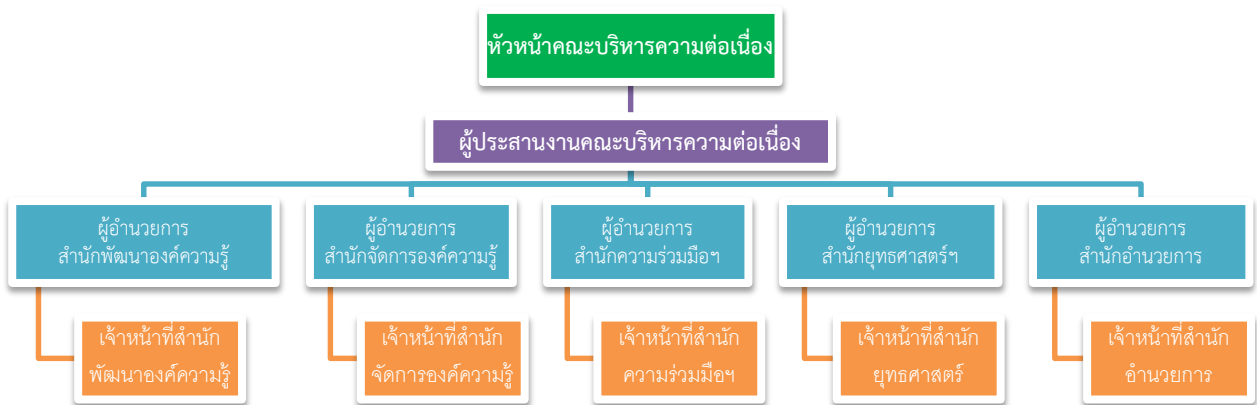 หัวหน้าคณะบริหารความต่อเนื่อง
ผู้ประสานงานคณะบริหารความต่อเนื่อง
ผู้อำนวยการ
สำนักพัฒนาองค์ความรู้
ผู้อำนวยการ
สำนักจัดการองค์ความรู้
ผู้อำนวยการ
สำนักความร่วมมือฯ
ผู้อำนวยการ
สำนักยุทธศาสตร์ฯ
ผู้อำนวยการ
สำนักอำนวยการ
เจ้าหน้าที่สำนัก
พัฒนาองค์ความรู้
เจ้าหน้าที่สำนัก
จัดการองค์ความรู้
เจ้าหน้าที่สำนัก
ความร่วมมือฯ
เจ้าหน้าที่สำนัก
ยุทธศาสตร์
เจ้าหน้าที่สำนัก
อำนวยการ